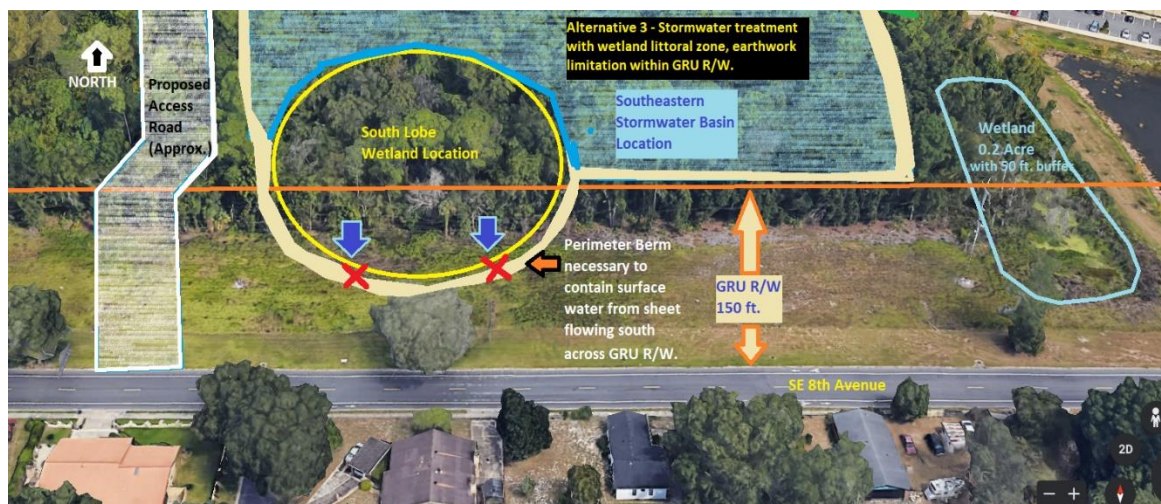 Alternative 3 - Stormwater treatment
with wetland littoral zone, earthwork
limitation within GRU R/W.
NORTH
Proposed
Access
Road
(Approx.)
South Lobe
Wetland Location
Southeastern
Stormwater Basin
Location
Wetland
0.2 Acre
with 50 ft. buffer
Perimeter Berm
necessary to
contain surface
water from sheet
flowing south
across GRU R/W.
GRU R/W
150 ft.
SE 8th Avenue
2D